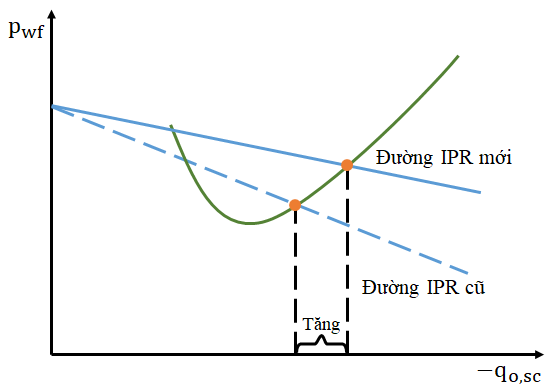 pwf
Đường IPR mới
Đường IPR cũ
Tăng
−qo,sc